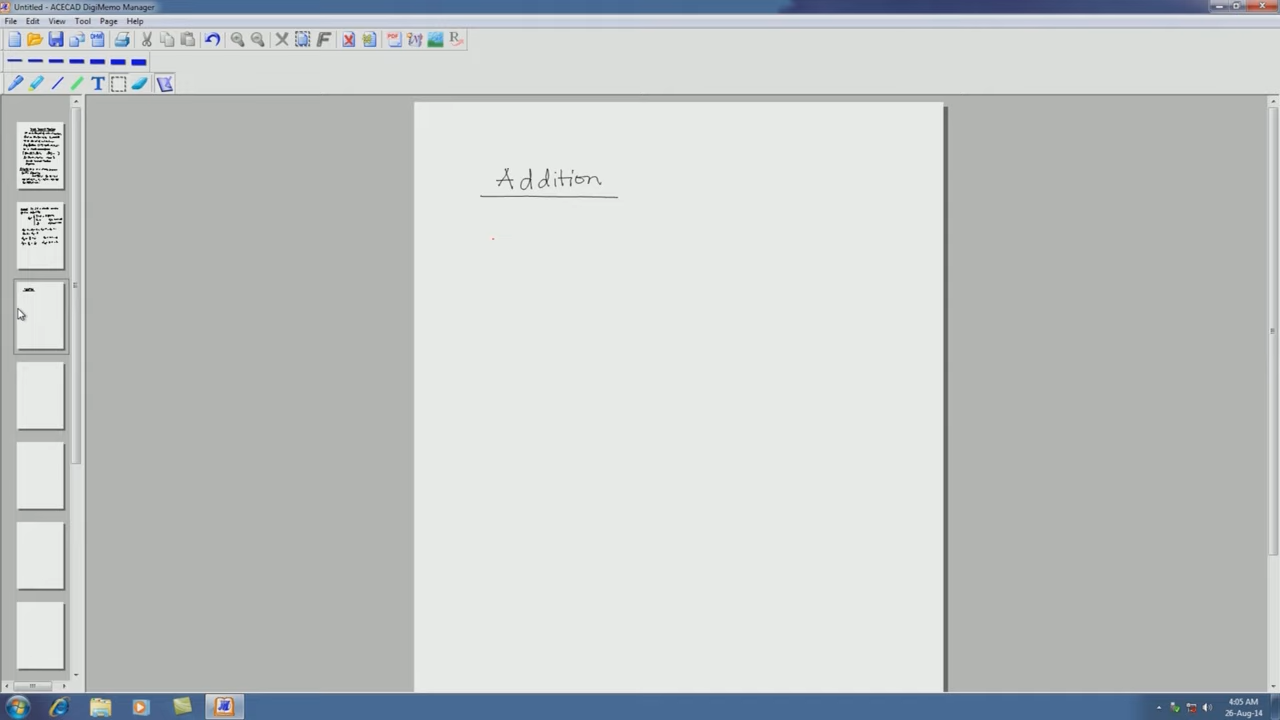 Untitled - ACECAD DigiMemo Manager
File Edit View Tool Page Help
Addition
4:05 AM
26-Aug-14